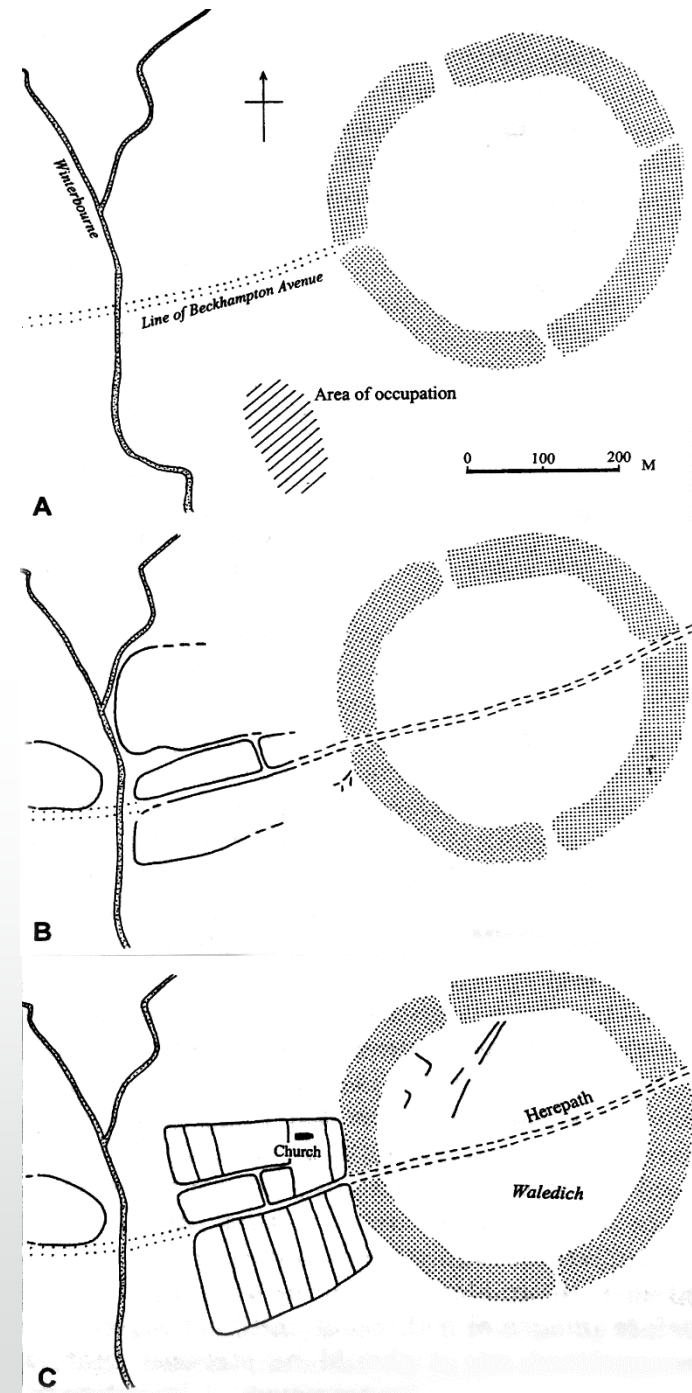 Winterbourne
Line of Beckhampton Avenue
Area of occupation
0 100 200 M
A
B
Herepath
Church
Waledich
C